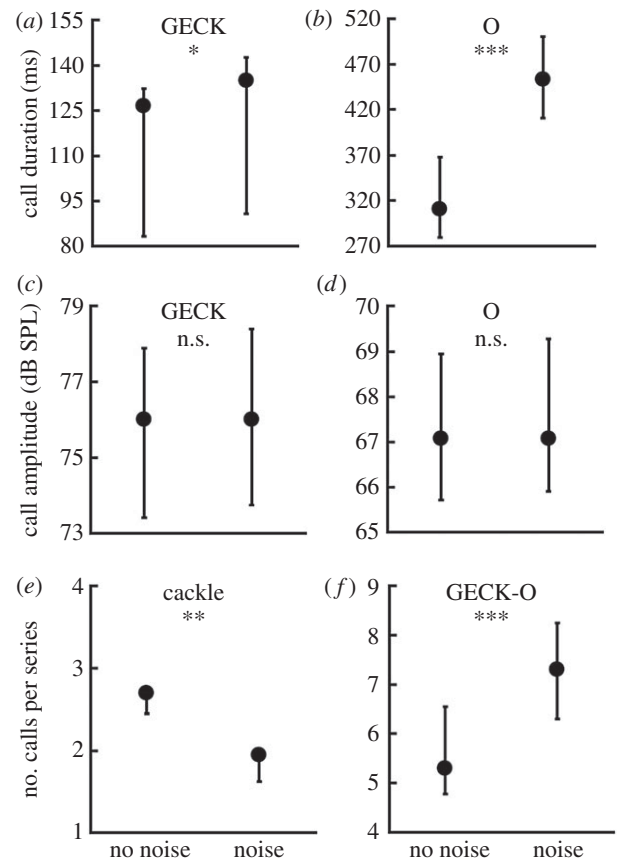 (a) GECK
*
call duration (ms)
155
140
125
110
95
80
(b) O
***
520
470
420
370
320
270
(c) GECK
n.s.
call amplitude (dB SPL)
79
77
75
73
(d) O
n.s.
70
69
68
67
66
65
(e) cackle
**
no. calls per series
4
3
2
1
no noise noise
(f) GECK-O
***
9
8
7
6
5
4
no noise noise